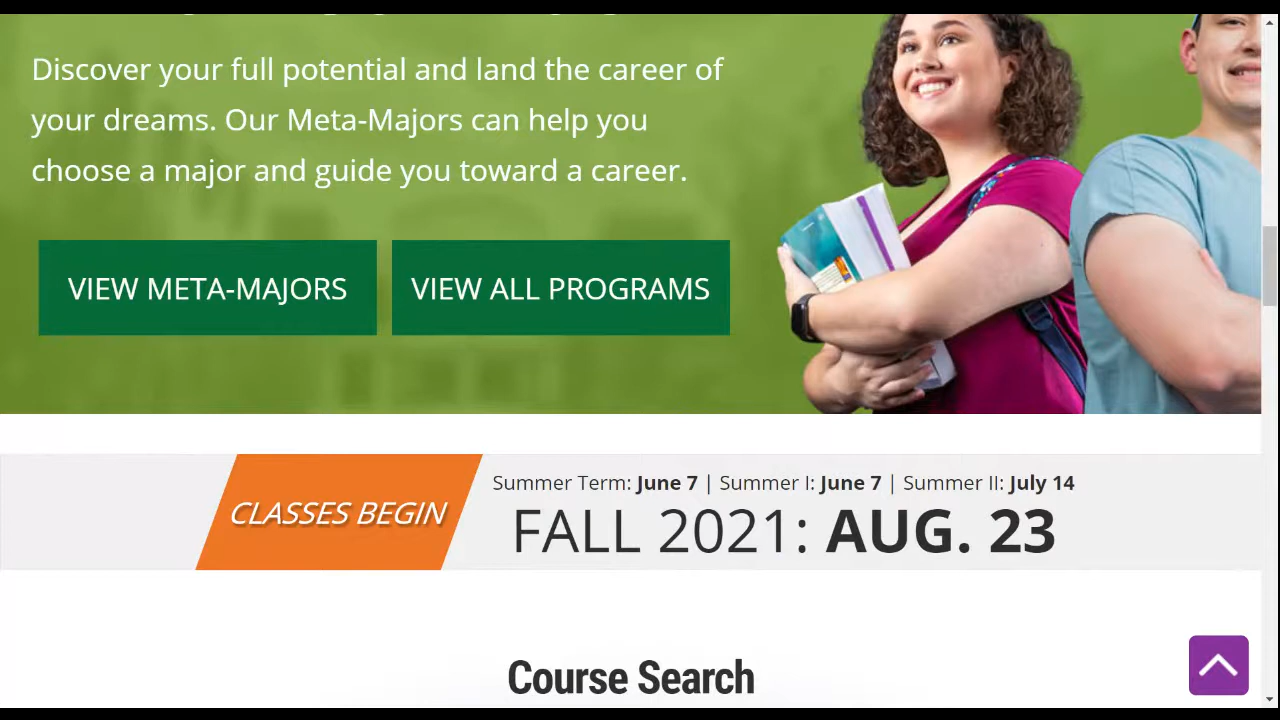 Discover your full potential and land the career of
your dreams. Our Meta-Majors can help you
choose a major and guide you toward a career.
VIEW META-MAJORS
VIEW ALL PROGRAMS
CLASSES BEGIN
Summer Term: June 7 | Summer I: June 7 | Summer II: July 14
FALL 2021: AUG. 23
Course Search